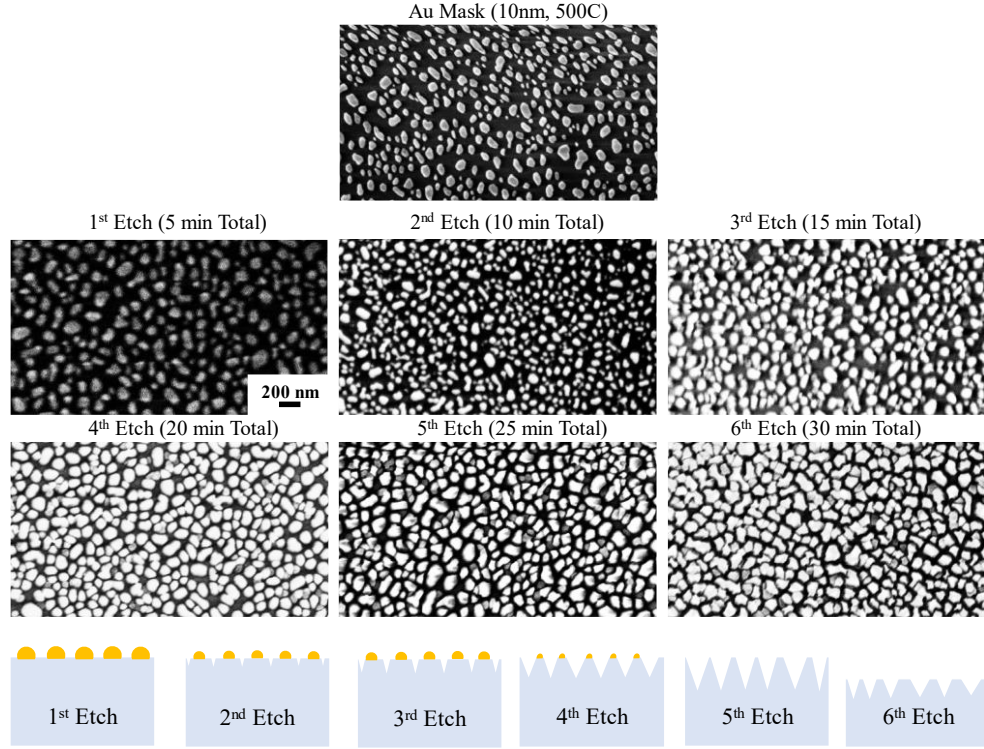 Au Mask (10nm, 500C)
1st Etch (5 min Total)
2nd Etch (10 min Total)
3rd Etch (15 min Total)
200 nm
4th Etch (20 min Total)
5th Etch (25 min Total)
6th Etch (30 min Total)
1st Etch
2nd Etch
3rd Etch
4th Etch
5th Etch
6th Etch